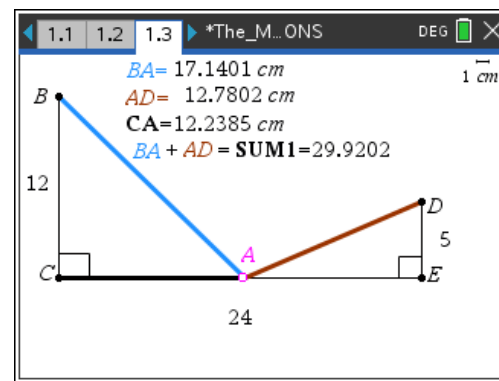 1.1 1.2 1.3 *The_M...ONS DEG
BA= 17.1401 cm
1 cm
AD= 12.7802 cm
B
CA=12.2385 cm
BA + AD = SUM1=29.9202
12
D
5
A
C
E
24